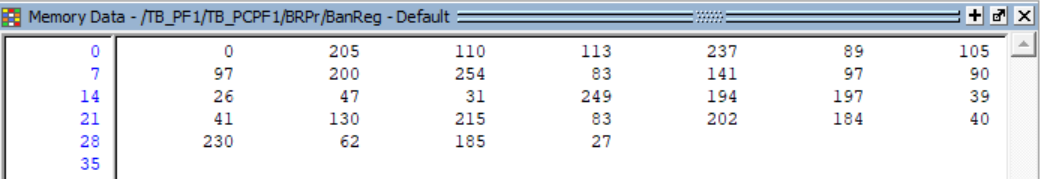 Memory Data - /TB_PF1/TB_PCPF1/BRPr/BanReg - Default
0 0 205 110 113 237 89 105
7 97 200 254 83 141 97 90
14 26 47 31 249 194 197 39
21 41 130 215 83 202 184 40
28 230 62 185 27
35